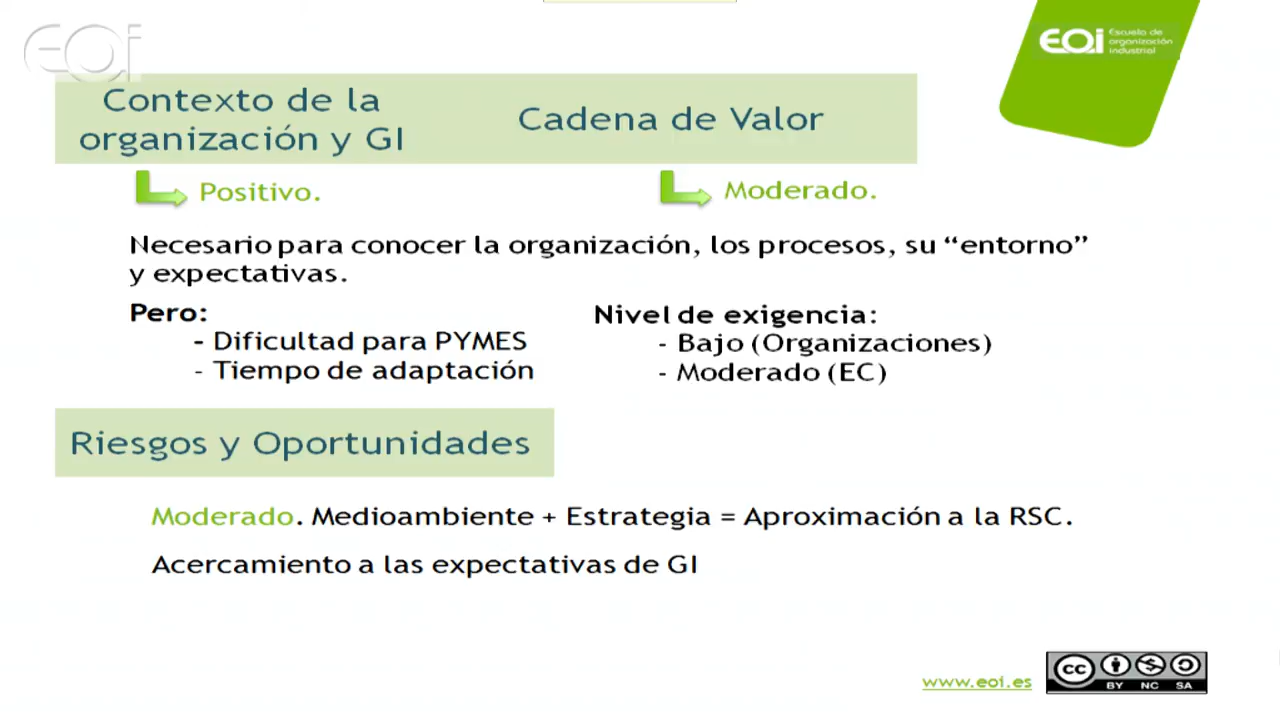 EOi
EOi Escuela de
organización
industrial
Contexto de la
organización y GI
Cadena de Valor
Positivo.
Moderado.
Necesario para conocer la organización, los procesos, su “entorno”
y expectativas.
Pero:
- Dificultad para PYMES
- Tiempo de adaptación
Nivel de exigencia:
- Bajo (Organizaciones)
- Moderado (EC)
Riesgos y Oportunidades
Moderado. Medioambiente + Estrategia = Aproximación a la RSC.
Acercamiento a las expectativas de GI
www.eoi.es
cc
BY NC SA